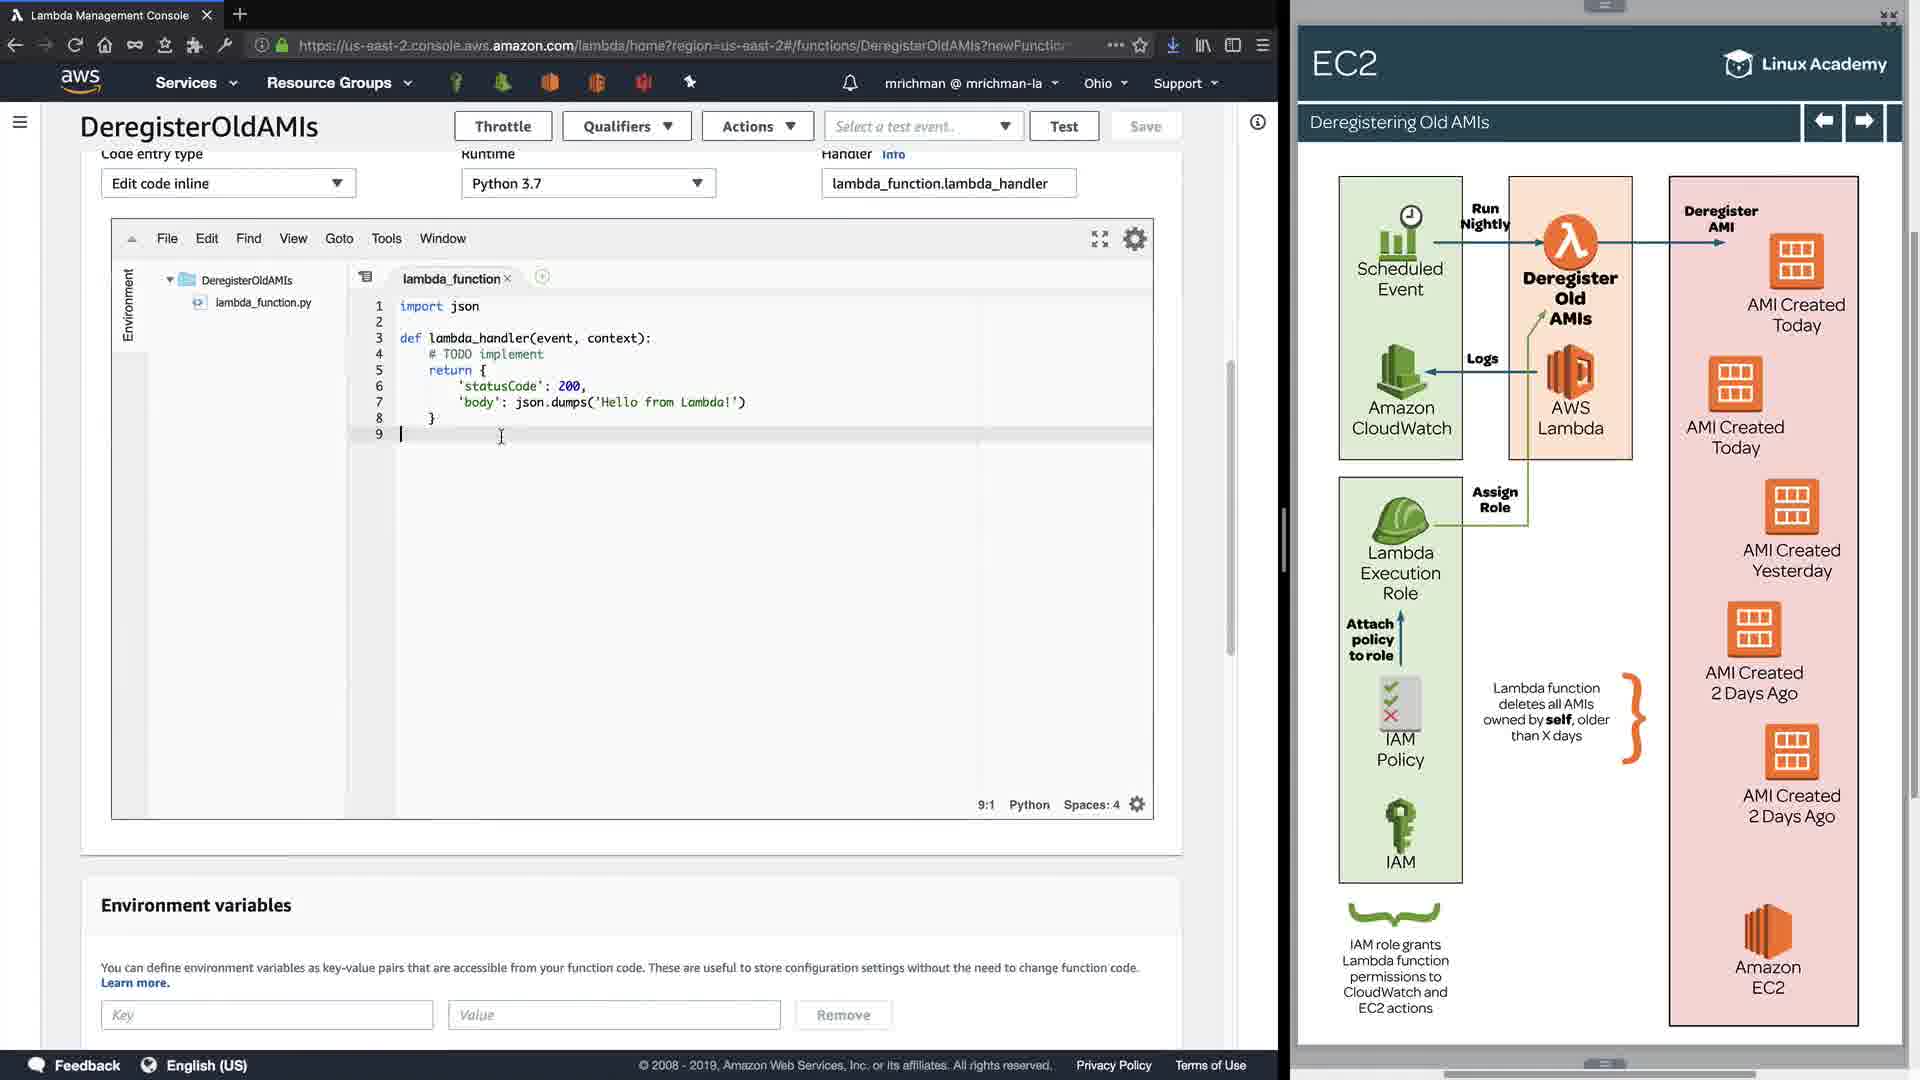 Lambda Management Console
https://us-east-2.console.aws.amazon.com/lambda/home?region=us-east-2#/functions/DeregisterOldAMIs?newFunctio
aws
Services
Resource Groups
mrichman @ mrichman-la
Ohio
Support
DeregisterOldAMIs
Throttle
Qualifiers
Actions
Select a test event..
Test
Save
Code entry type
Runtime
Handler Info
Edit code inline
Python 3.7
lambda_function.lambda_handler
File Edit Find View Goto Tools Window
Environment
DeregisterOldAMIs
lambda_function.py
lambda_function
1 import json
2
3 def lambda_handler(event, context):
4 # TODO implement
5 return {
6 'statusCode': 200,
7 'body': json.dumps('Hello from Lambda!')
8 }
9
9:1 Python Spaces: 4
Environment variables
You can define environment variables as key-value pairs that are accessible from your function code. These are useful to store configuration settings without the need to change function code.
Learn more.
Key
Value
Remove
Feedback
English (US)
© 2008 - 2019, Amazon Web Services, Inc. or its affiliates. All rights reserved.
Privacy Policy
Terms of Use
EC2
Linux Academy
Deregistering Old AMIs
Scheduled
Event
Run
Nightly
Deregister
Old
AMIs
Deregister
AMI
AMI Created
Today
Logs
Amazon
CloudWatch
AWS
Lambda
AMI Created
Today
Assign
Role
Lambda
Execution
Role
AMI Created
Yesterday
Attach
policy
to role
AMI Created
2 Days Ago
Lambda function
deletes all AMIs
owned by self, older
than X days
IAM
Policy
AMI Created
2 Days Ago
IAM
IAM role grants
Lambda function
permissions to
CloudWatch and
EC2 actions
Amazon
EC2